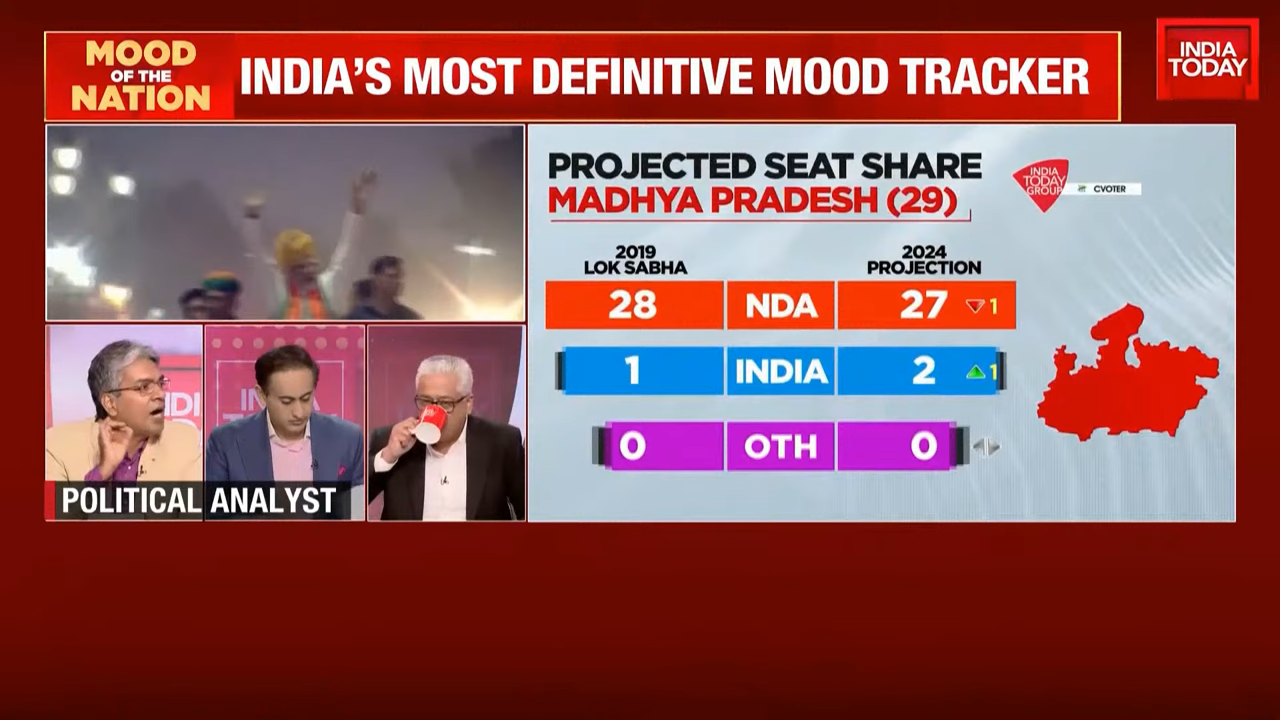 MOOD
OF THE
NATION
INDIA'S MOST DEFINITIVE MOOD TRACKER
INDIA
TODAY
PROJECTED SEAT SHARE
MADHYA PRADESH (29)
INDIA
TODAY
GROUP
CVOTER
2019
LOK SABHA
2024
PROJECTION
28 NDA 27 1
1 INDIA 2 1
0 OTH 0
POLITICAL ANALYST